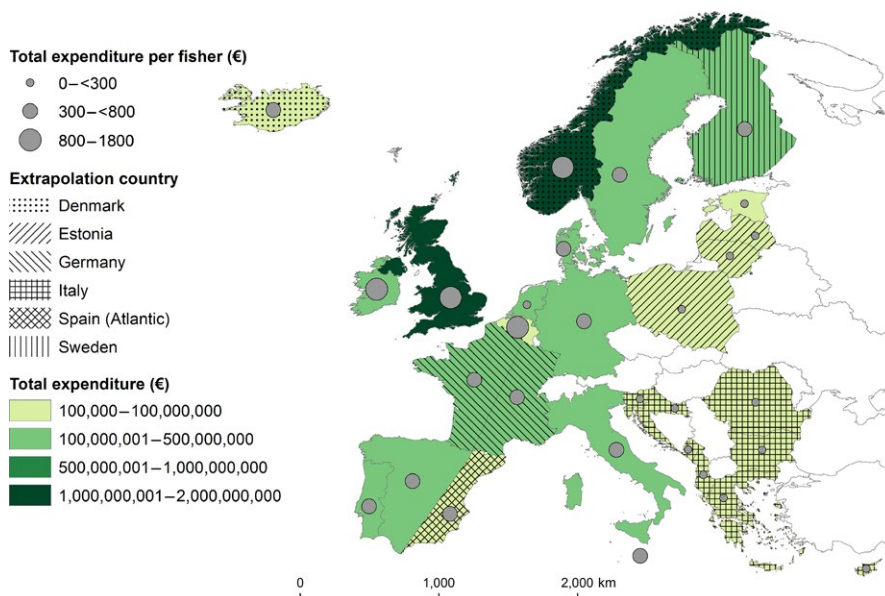 Total expenditure per fisher (€)
0–<300
300–<800
800–1800
Extrapolation country
Denmark
Estonia
Germany
Italy
Spain (Atlantic)
Sweden
Total expenditure (€)
100,000–100,000,000
100,000,001–500,000,000
500,000,001–1,000,000,000
1,000,000,001–2,000,000,000
0 1,000 2,000 km